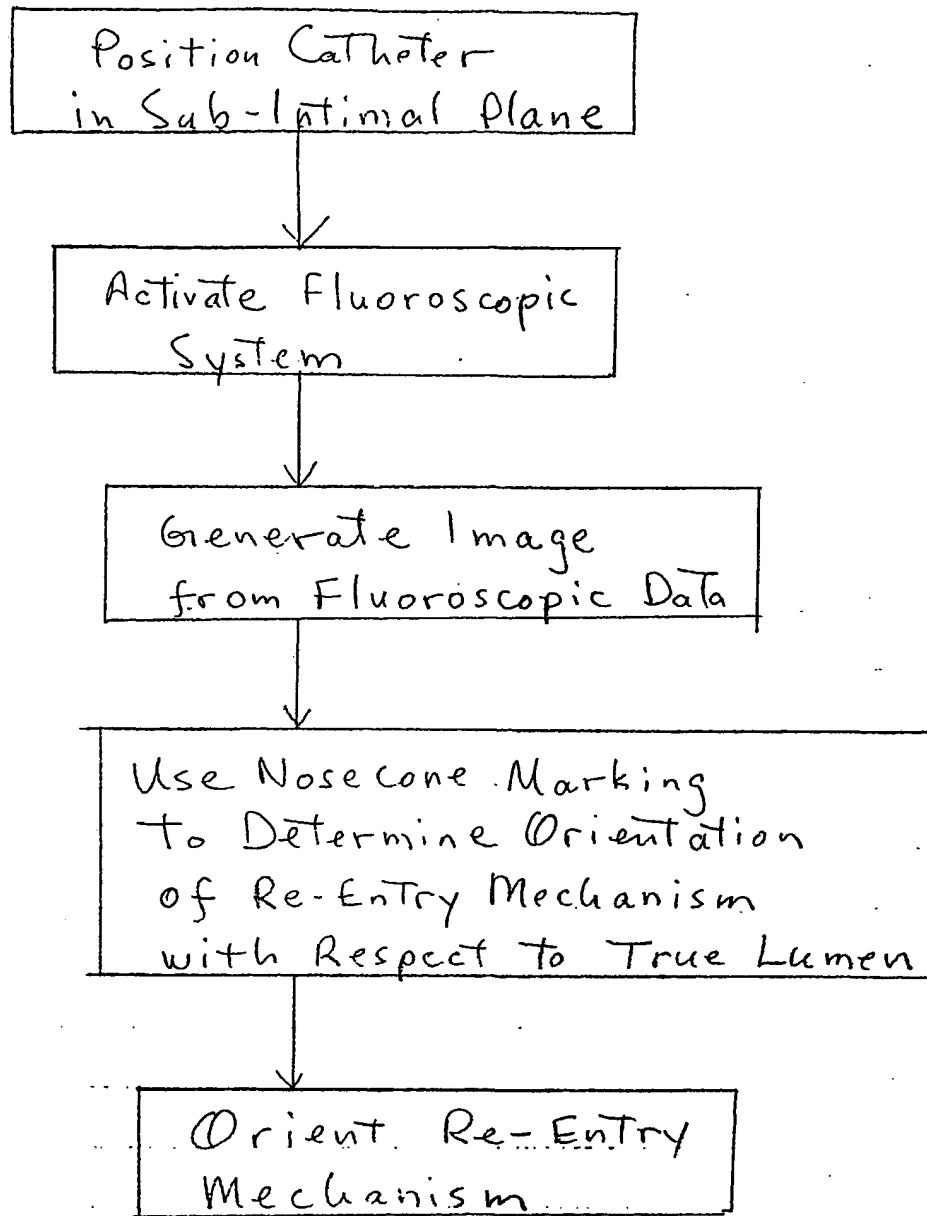 Position Catheter
in Sub-Intimal Plane
Activate Fluoroscopic
System
Generate Image
from Fluoroscopic Data
Use Nosecone Marking
to Determine Orientation
of Re-Entry Mechanism
with Respect to True Lumen
Orient Re-Entry
Mechanism